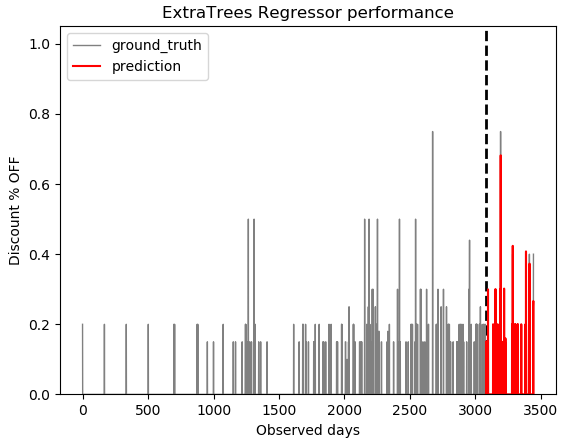 ExtraTrees Regressor performance
ground_truth
prediction
1.0
0.8
0.6
0.4
0.2
0.0
Discount % OFF
0 500 1000 1500 2000 2500 3000 3500
Observed days